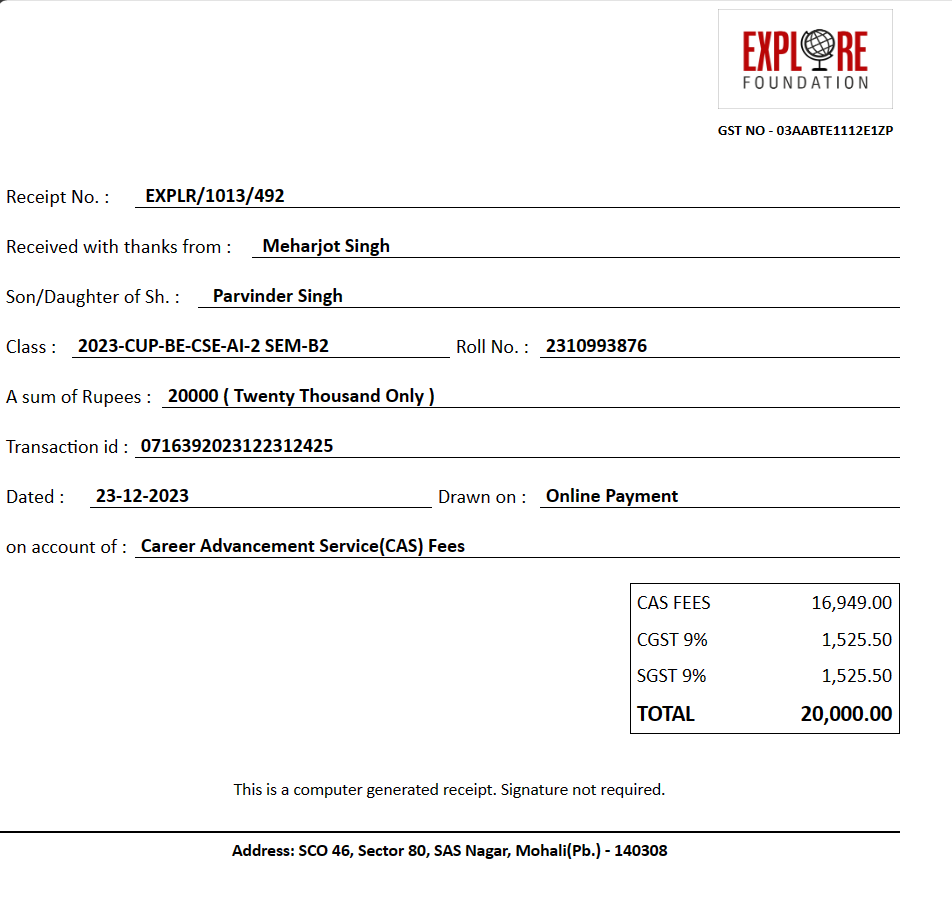 EXPLORE
FOUNDATION
GST NO - 03AABTE1112E1ZP
Receipt No. : EXPLR/1013/492
Received with thanks from : Meharjot Singh
Son/Daughter of Sh. : Parvinder Singh
Class : 2023-CUP-BE-CSE-AI-2 SEM-B2 Roll No. : 2310993876
A sum of Rupees : 20000 ( Twenty Thousand Only )
Transaction id : 0716392023122312425
Dated : 23-12-2023 Drawn on : Online Payment
on account of : Career Advancement Service(CAS) Fees
CAS FEES 16,949.00
CGST 9% 1,525.50
SGST 9% 1,525.50
TOTAL 20,000.00
This is a computer generated receipt. Signature not required.
Address: SCO 46, Sector 80, SAS Nagar, Mohali(Pb.) - 140308